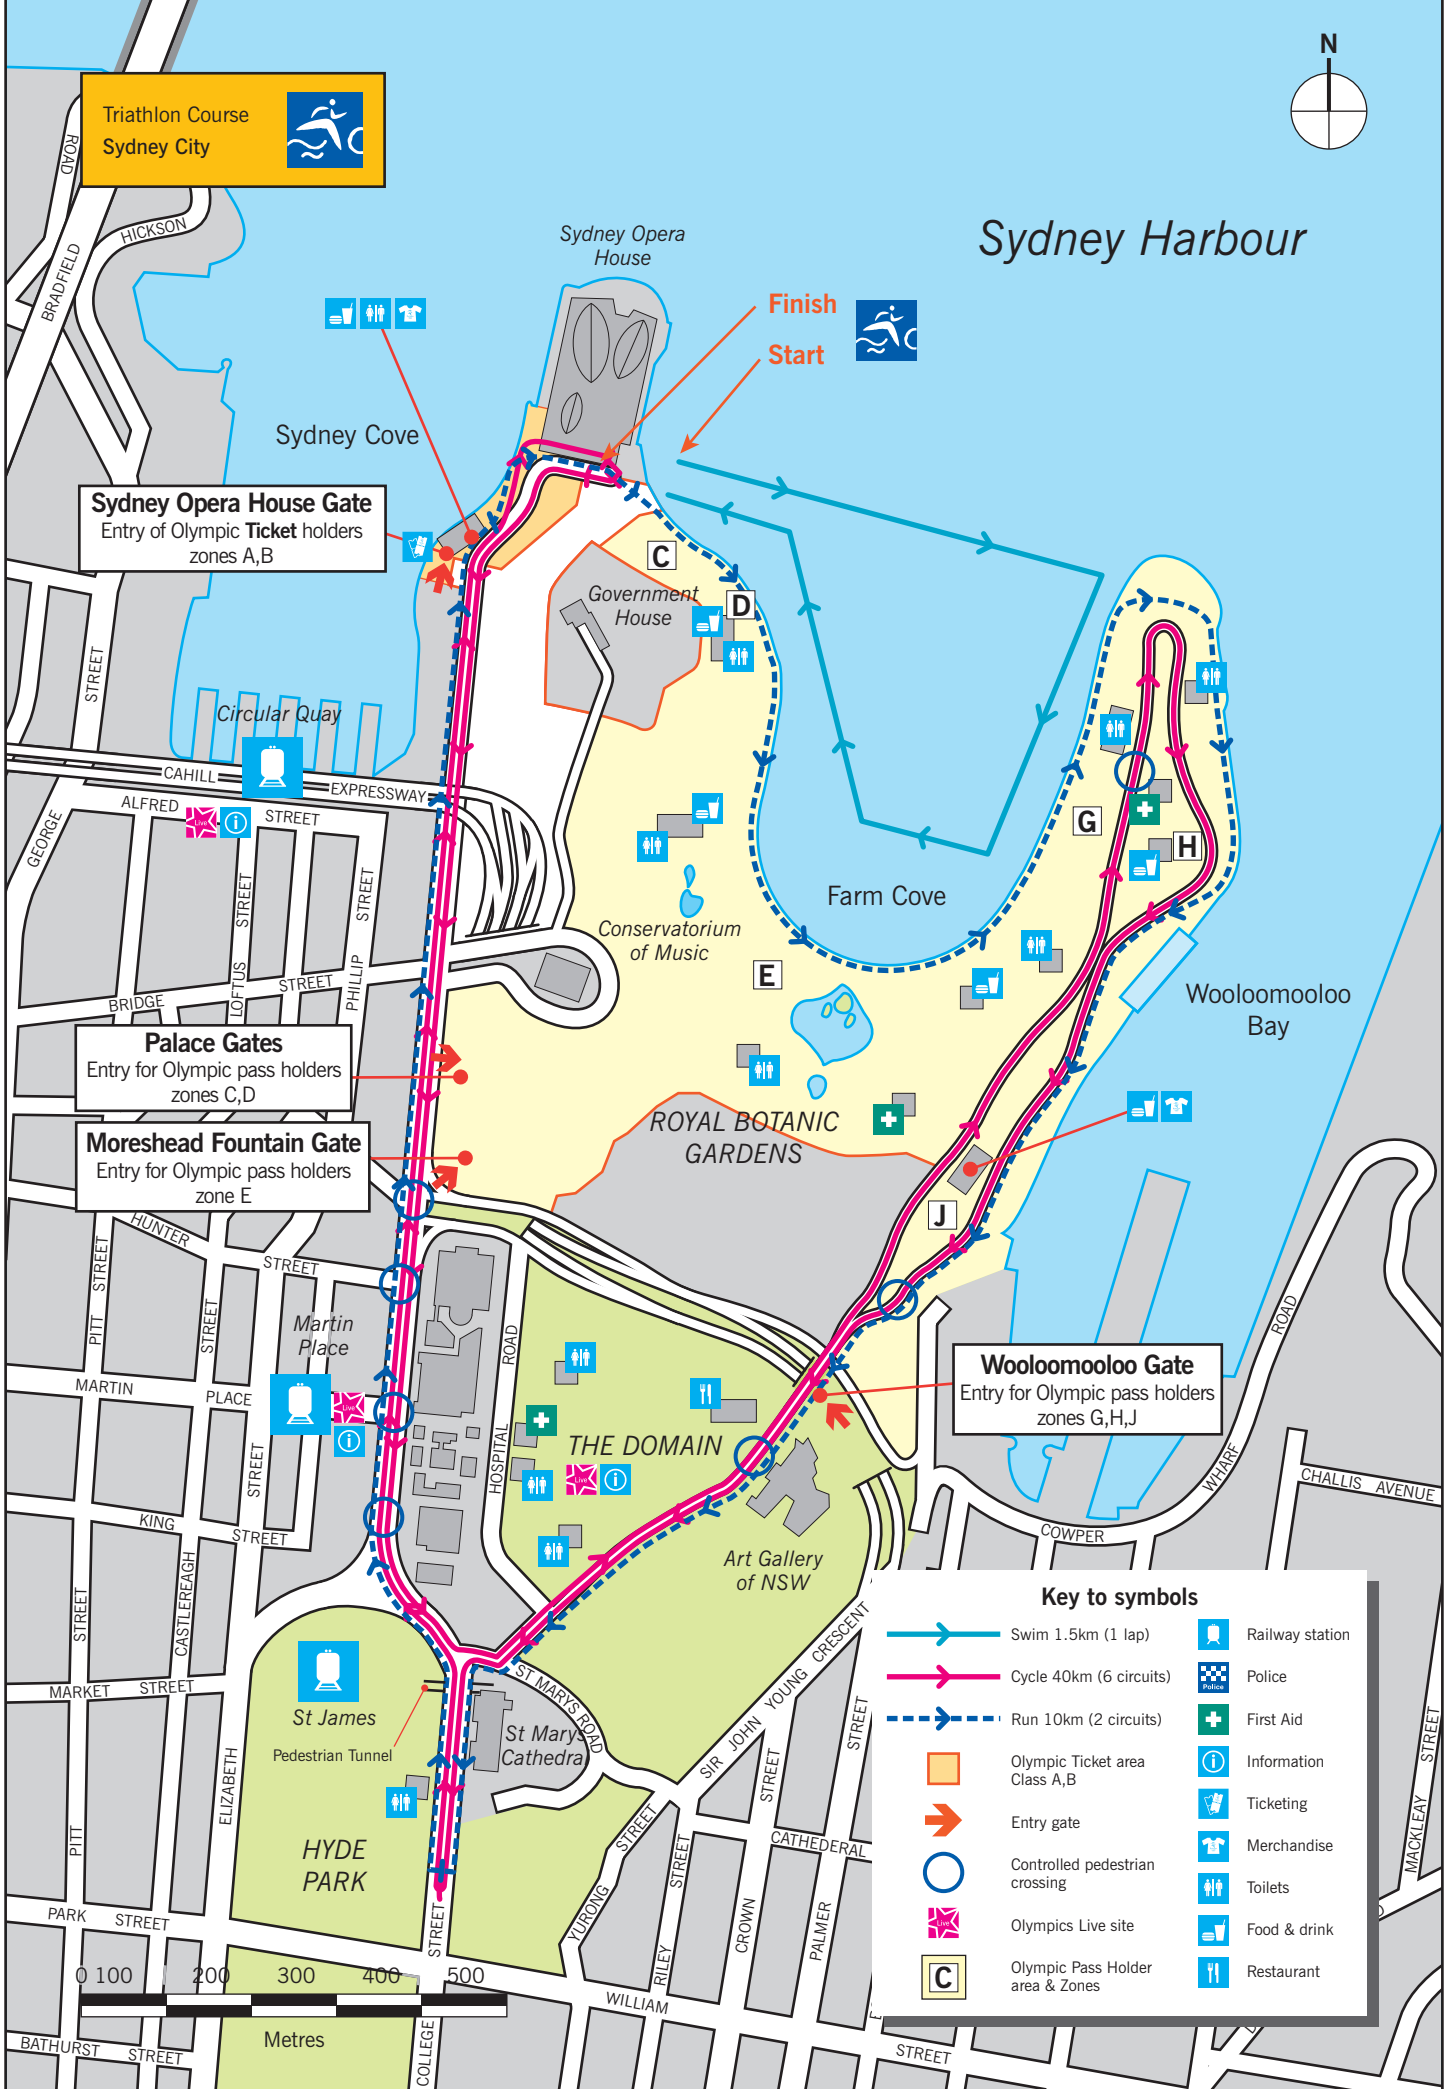 N
Triathlon Course
Sydney City
ROAD
HICKSON
BRADFIELD
Sydney Harbour
Sydney Opera
House
Finish
Start
Sydney Cove
Sydney Opera House Gate
Entry of Olympic Ticket holders
zones A,B
C
D
Government
House
STREET
Circular Quay
CAHILL
EXPRESSWAY
ALFRED
STREET
Live
GEORGE
G
H
Farm Cove
LOFTUS
STREET
PHILLIP
STREET
Conservatorium
of Music
E
BRIDGE
STREET
Wooloomooloo
Bay
Palace Gates
Entry for Olympic pass holders
zones C,D
ROYAL BOTANIC
GARDENS
Moreshead Fountain Gate
Entry for Olympic pass holders
zone E
J
HUNTER
STREET
PITT
STREET
STREET
Martin
Place
ROAD
HOSPITAL
MARTIN
PLACE
Live
STREET
Wooloomooloo Gate
Entry for Olympic pass holders
zones G,H,J
ROAD
WHARF
COWPER
CHALLIS AVENUE
THE DOMAIN
Live
KING
STREET
Art Gallery
of NSW
CASTLEREAGH
STREET
MARKET
STREET
St James
Pedestrian Tunnel
ST MARYS ROAD
St Marys
Cathedral
SIR JOHN YOUNG CRESCENT
ELIZABETH
PITT
HYDE
PARK
PARK
STREET
STREET
COLLEGE
YURONG
STREET
RILEY
STREET
CROWN
STREET
PALMER
STREET
CATHEDERAL
WILLIAM
STREET
MACKLEAY
STREET
BATHURST
STREET
0 100 200 300 400 500
Metres
Key to symbols
Swim 1.5km (1 lap)
Cycle 40km (6 circuits)
Run 10km (2 circuits)
Olympic Ticket area
Class A,B
Entry gate
Controlled pedestrian
crossing
Live
Olympics Live site
C
Olympic Pass Holder
area & Zones
Railway station
Police
Police
First Aid
Information
Ticketing
Merchandise
Toilets
Food & drink
Restaurant